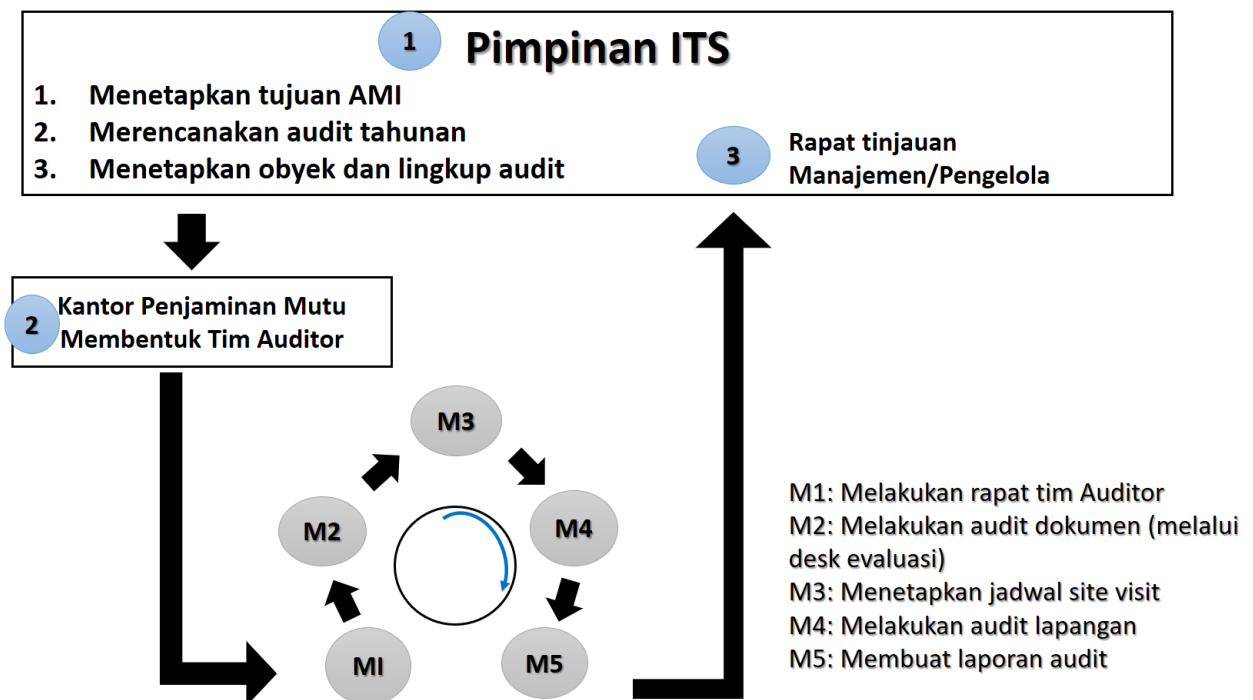 1 Pimpinan ITS
1. Menetapkan tujuan AMI
2. Merencanakan audit tahunan
3. Menetapkan obyek dan lingkup audit
3 Rapat tinjauan
Manajemen/Pengelola
2 Kantor Penjaminan Mutu
Membentuk Tim Auditor
M3
M2
M4
MI
M5
M1: Melakukan rapat tim Auditor
M2: Melakukan audit dokumen (melalui
desk evaluasi)
M3: Menetapkan jadwal site visit
M4: Melakukan audit lapangan
M5: Membuat laporan audit